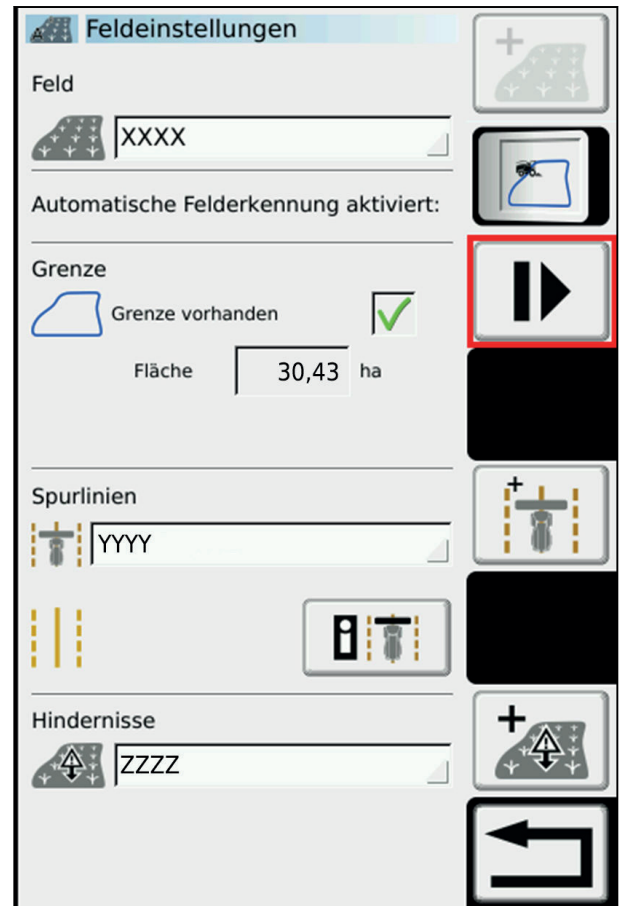 Feldeinstellungen
Feld
XXXX
Automatische Felderkennung aktiviert:
Grenze
Grenze vorhanden
Fläche 30,43 ha
Spurlinien
YYYY
Hindernisse
ZZZZ